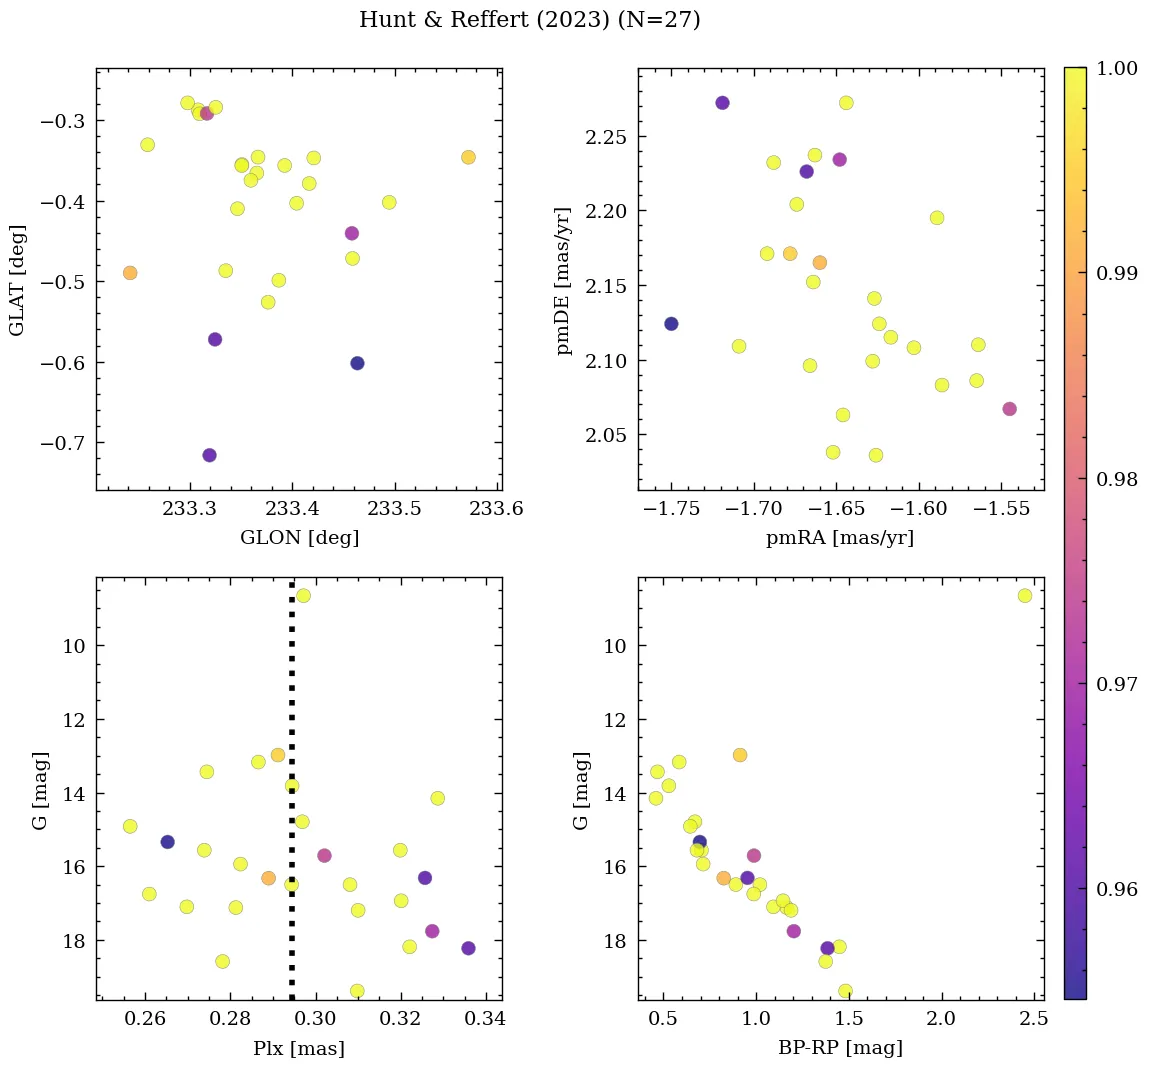 Hunt & Reffert (2023) (N=27)
−0.3
−0.4
−0.5
−0.6
−0.7
GLAT [deg]
233.3 233.4 233.5 233.6
GLON [deg]
2.25
2.20
2.15
2.10
2.05
pmDE [mas/yr]
−1.75 −1.70 −1.65 −1.60 −1.55
pmRA [mas/yr]
10
12
14
16
18
G [mag]
0.26 0.28 0.30 0.32 0.34
Plx [mas]
10
12
14
16
18
G [mag]
0.5 1.0 1.5 2.0 2.5
BP-RP [mag]
1.00
0.99
0.98
0.97
0.96